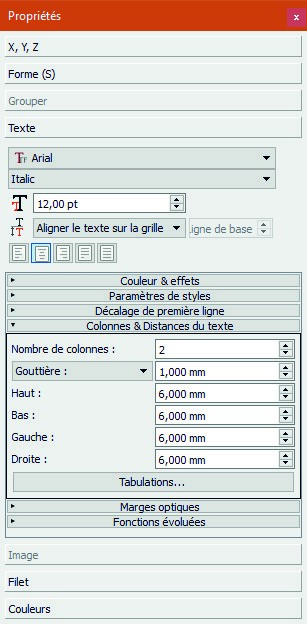 Propriétés
X, Y, Z
Forme (S)
Grouper
Texte
Arial
Italic
12,00 pt
Aligner le texte sur la grille
igne de base
Couleur & effets
Paramètres de styles
Décalage de première ligne
Colonnes & Distances du texte
Nombre de colonnes : 2
Gouttière : 1,000 mm
Haut : 6,000 mm
Bas : 6,000 mm
Gauche : 6,000 mm
Droite : 6,000 mm
Tabulations...
Marges optiques
Fonctions évoluées
Image
Filet
Couleurs